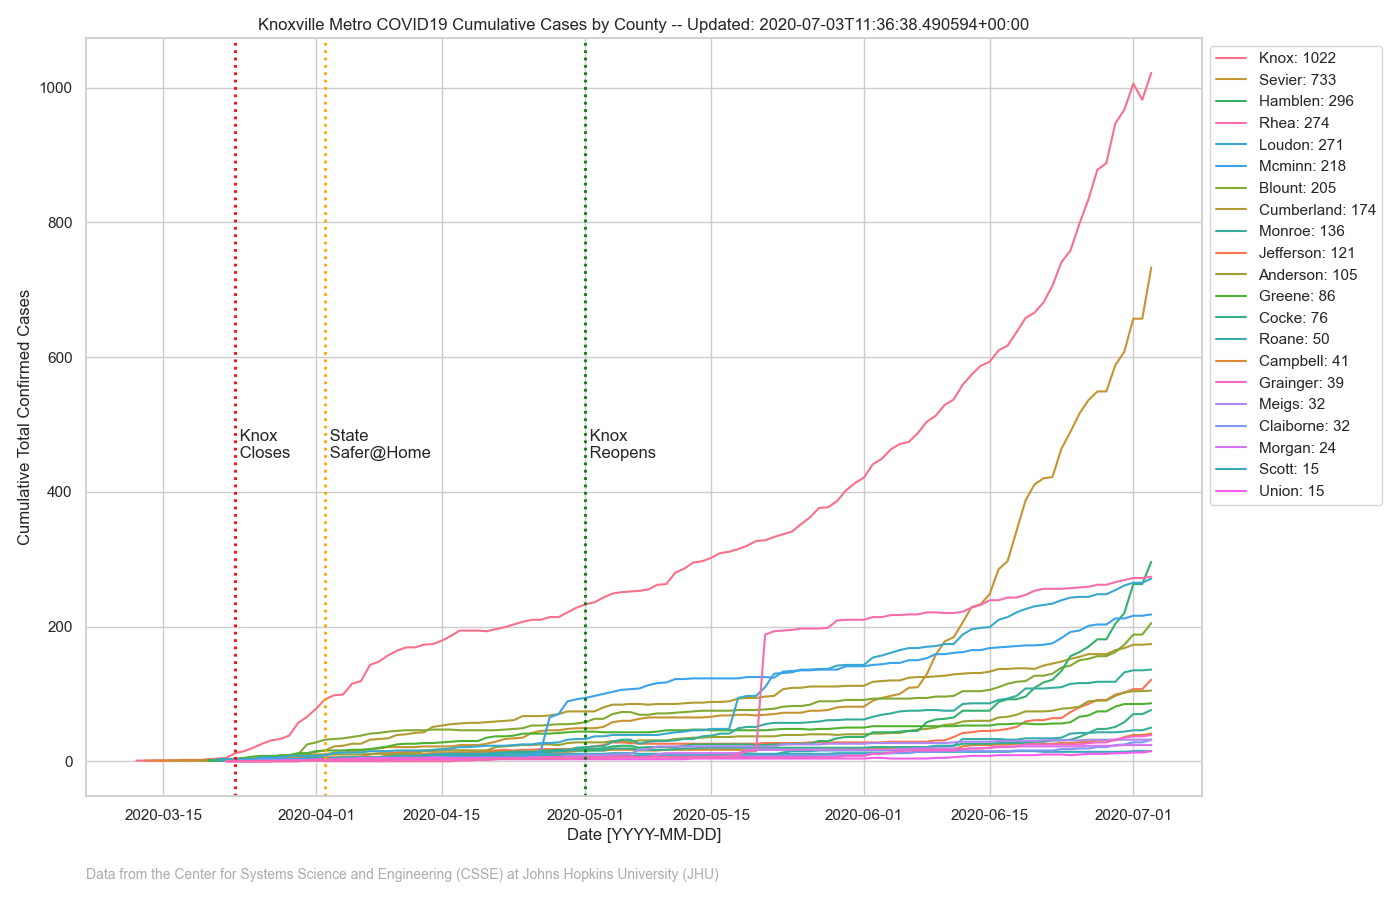 Knoxville Metro COVID19 Cumulative Cases by County -- Updated: 2020-07-03T11:36:38.490594+00:00
Cumulative Total Confirmed Cases
1000
800
600
400
200
0
Knox
Closes
State
Safer@Home
Knox
Reopens
Knox: 1022
Sevier: 733
Hamblen: 296
Rhea: 274
Loudon: 271
Mcminn: 218
Blount: 205
Cumberland: 174
Monroe: 136
Jefferson: 121
Anderson: 105
Greene: 86
Cocke: 76
Roane: 50
Campbell: 41
Grainger: 39
Meigs: 32
Claiborne: 32
Morgan: 24
Scott: 15
Union: 15
2020-03-15 2020-04-01 2020-04-15 2020-05-01 2020-05-15 2020-06-01 2020-06-15 2020-07-01
Date [YYYY-MM-DD]
Data from the Center for Systems Science and Engineering (CSSE) at Johns Hopkins University (JHU)